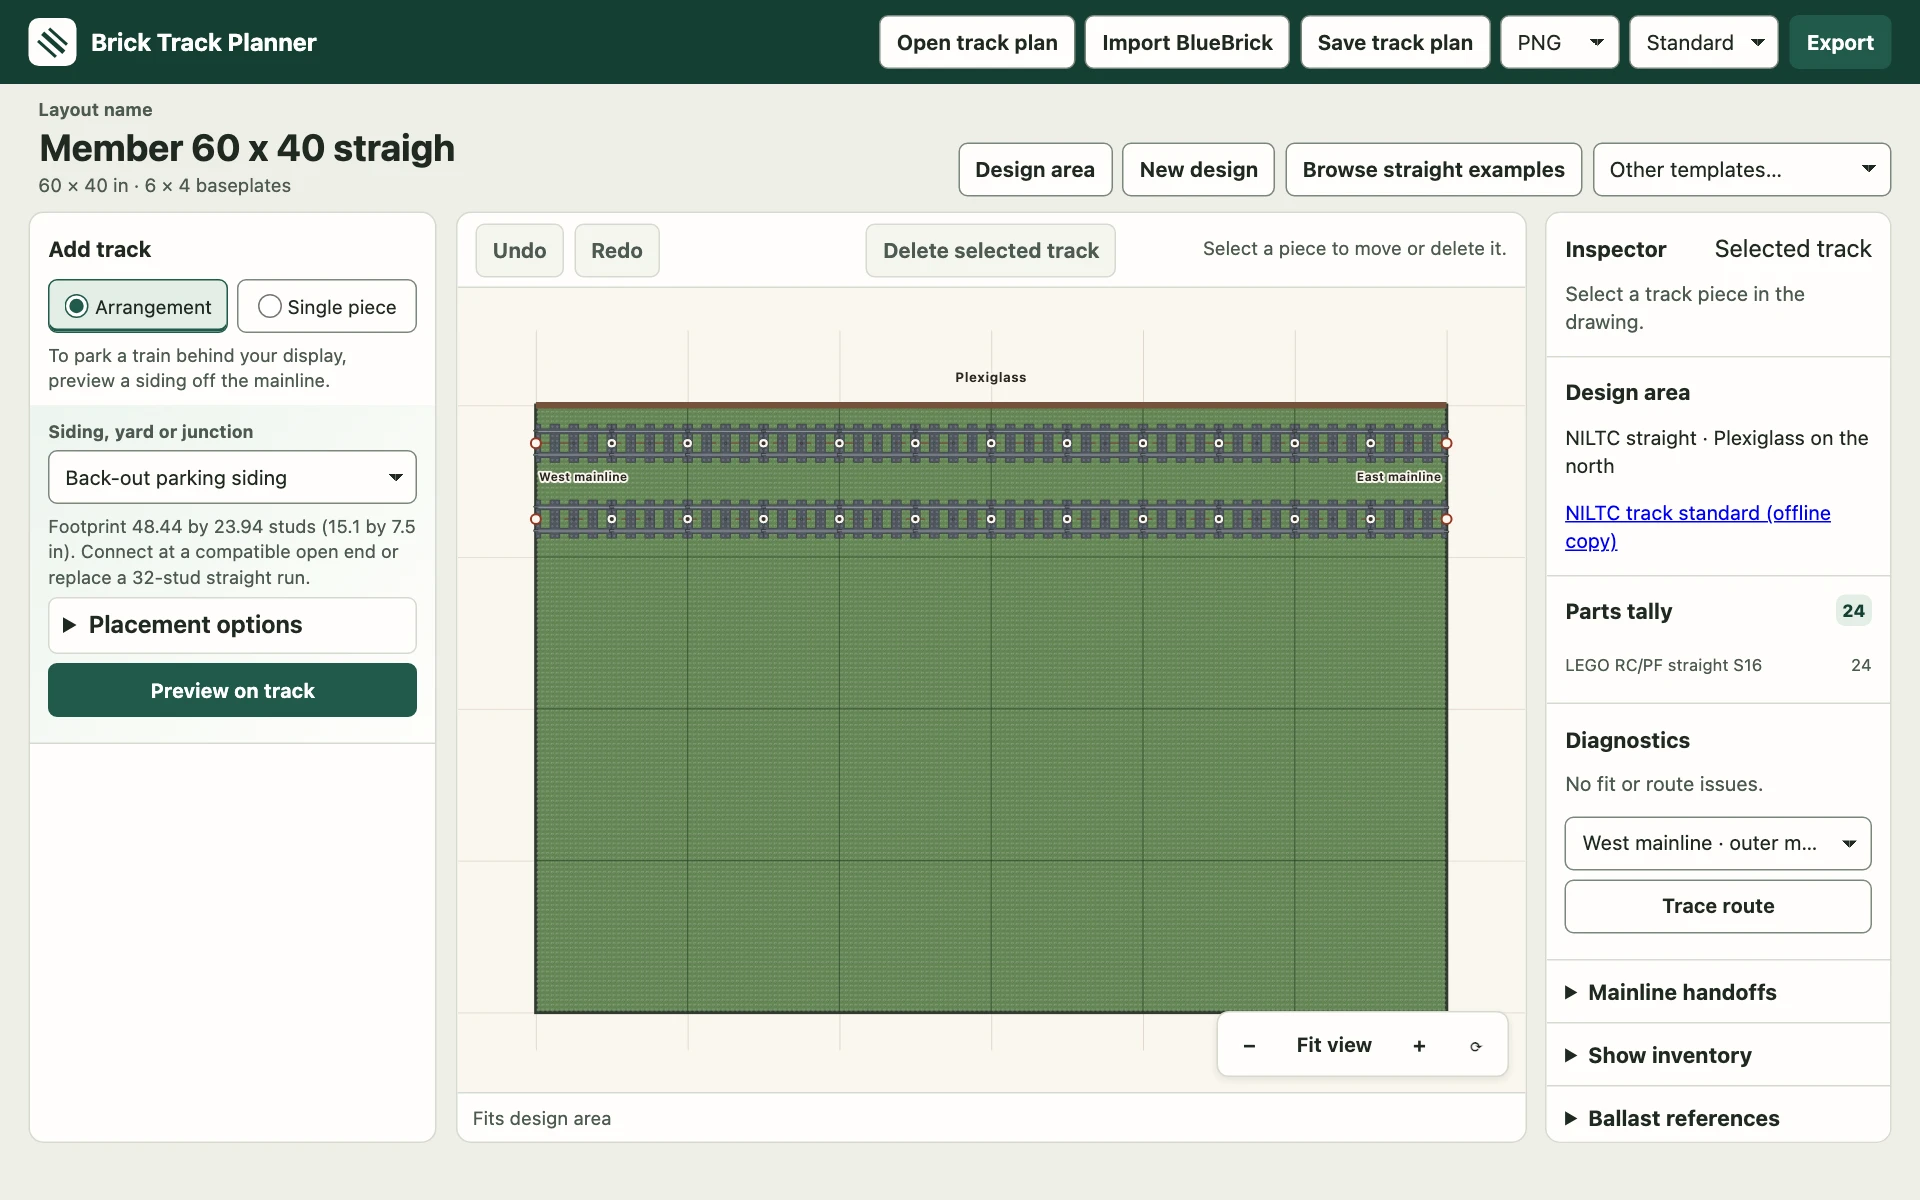 Brick Track Planner
Open track plan
Import BlueBrick
Save track plan
PNG
Standard
Export
Layout name
Member 60 x 40 straigh
60 × 40 in · 6 × 4 baseplates
Design area
New design
Browse straight examples
Other templates...
Add track
Arrangement
Single piece
To park a train behind your display,
preview a siding off the mainline.
Siding, yard or junction
Back-out parking siding
Footprint 48.44 by 23.94 studs (15.1 by 7.5
in). Connect at a compatible open end or
replace a 32-stud straight run.
Placement options
Preview on track
Undo
Redo
Delete selected track
Select a piece to move or delete it.
Plexiglass
West mainline
East mainline
− Fit view + ⟳
Fits design area
Inspector
Selected track
Select a track piece in the
drawing.
Design area
NILTC straight · Plexiglass on the
north
NILTC track standard (offline
copy)
Parts tally
24
LEGO RC/PF straight S16
24
Diagnostics
No fit or route issues.
West mainline · outer m...
Trace route
Mainline handoffs
Show inventory
Ballast references